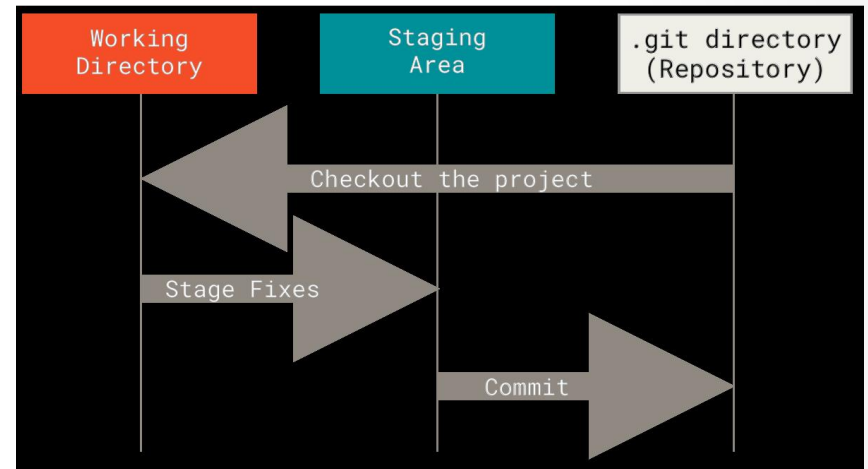 Working
Directory
Staging
Area
.git directory
(Repository)
Checkout the project
Stage Fixes
Commit